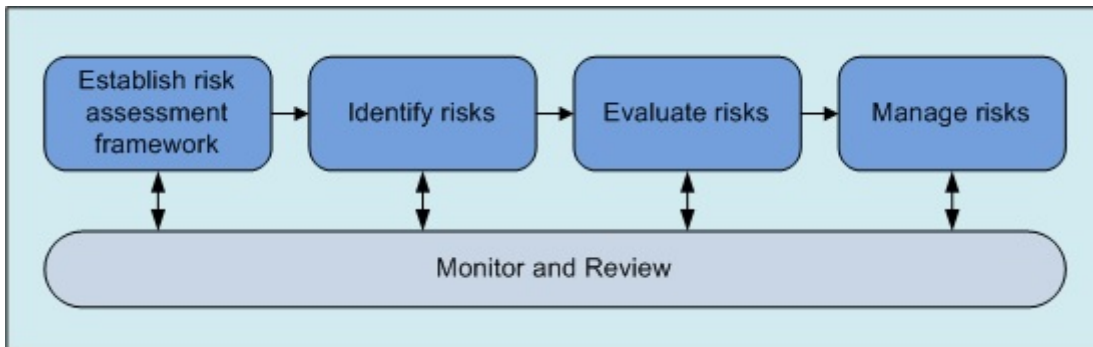 Establish risk
assessment
framework
Identify risks
Evaluate risks
Manage risks
Monitor and Review